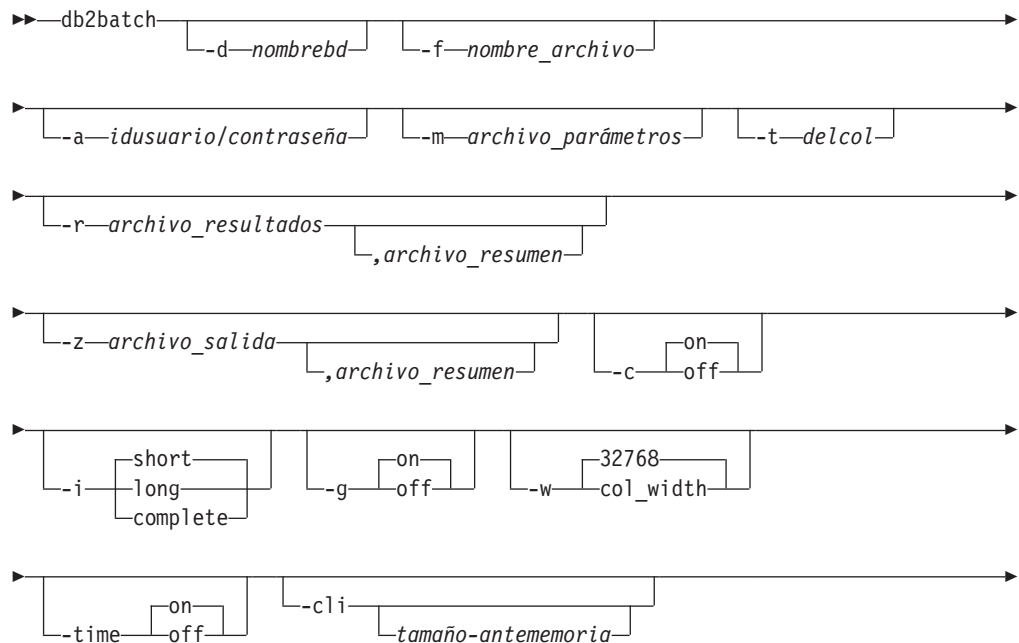 db2batch -d nombrebd -f nombre_archivo
-a idusuario/contraseña -m archivo_parámetros -t delcol
-r archivo_resultados
,archivo_resumen
-z archivo_salida
,archivo_resumen
on
-c off
short on 32768
-i long -g off -w col_width
complete
on
-time off
-cli
tamaño-antememoria